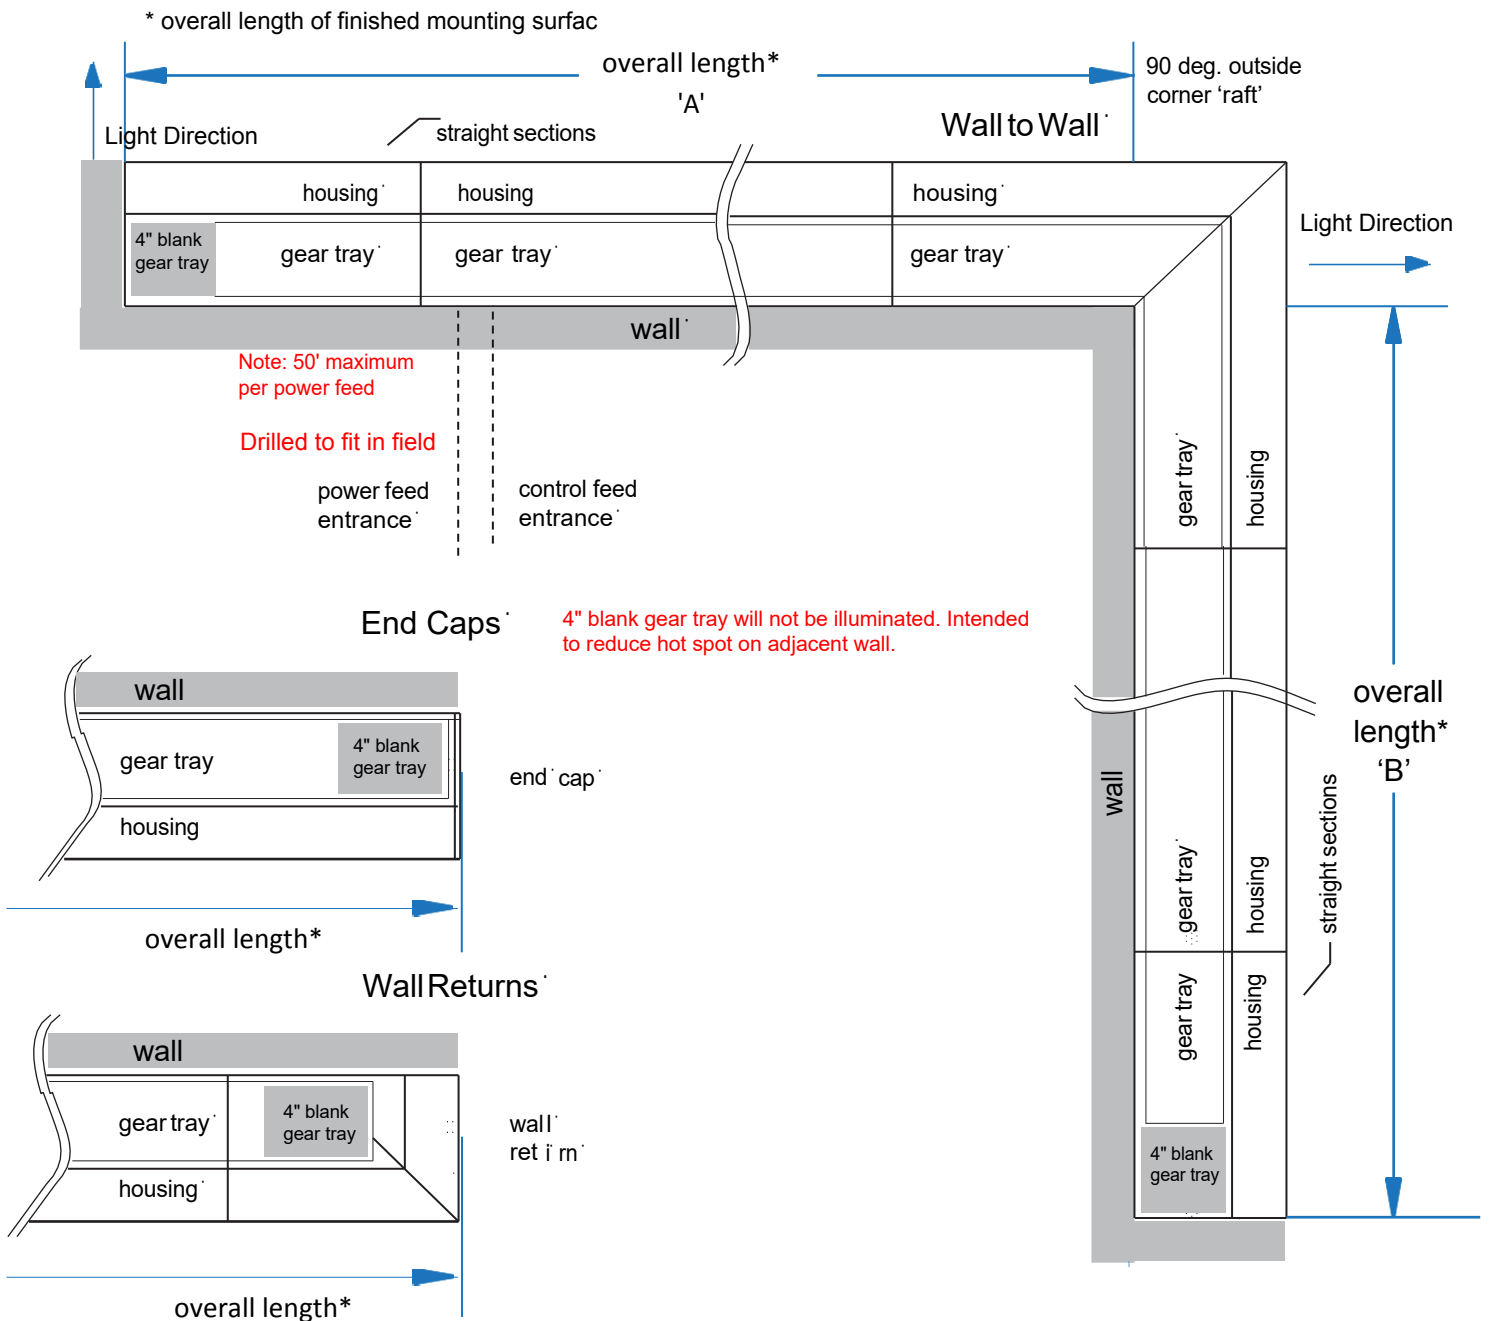 * overall length of finished mounting surfac
overall length*
'A'
90 deg. outside
corner ‘raft’
Light Direction
straight sections
Wall to Wall
housing
housing
housing
4" blank
gear tray
gear tray
gear tray
gear tray
Light Direction
wall
Note: 50' maximum
per power feed
Drilled to fit in field
power feed
entrance
control feed
entrance
gear tray
housing
End Caps
4" blank gear tray will not be illuminated. Intended
to reduce hot spot on adjacent wall.
wall
gear tray
4" blank
gear tray
end cap
housing
overall length*
overall
length*
‘B’
wall
straight sections
gear tray
housing
Wall Returns
gear tray
housing
wall
gear tray
4" blank
gear tray
wall
ret i rn
housing
4" blank
gear tray
overall length*